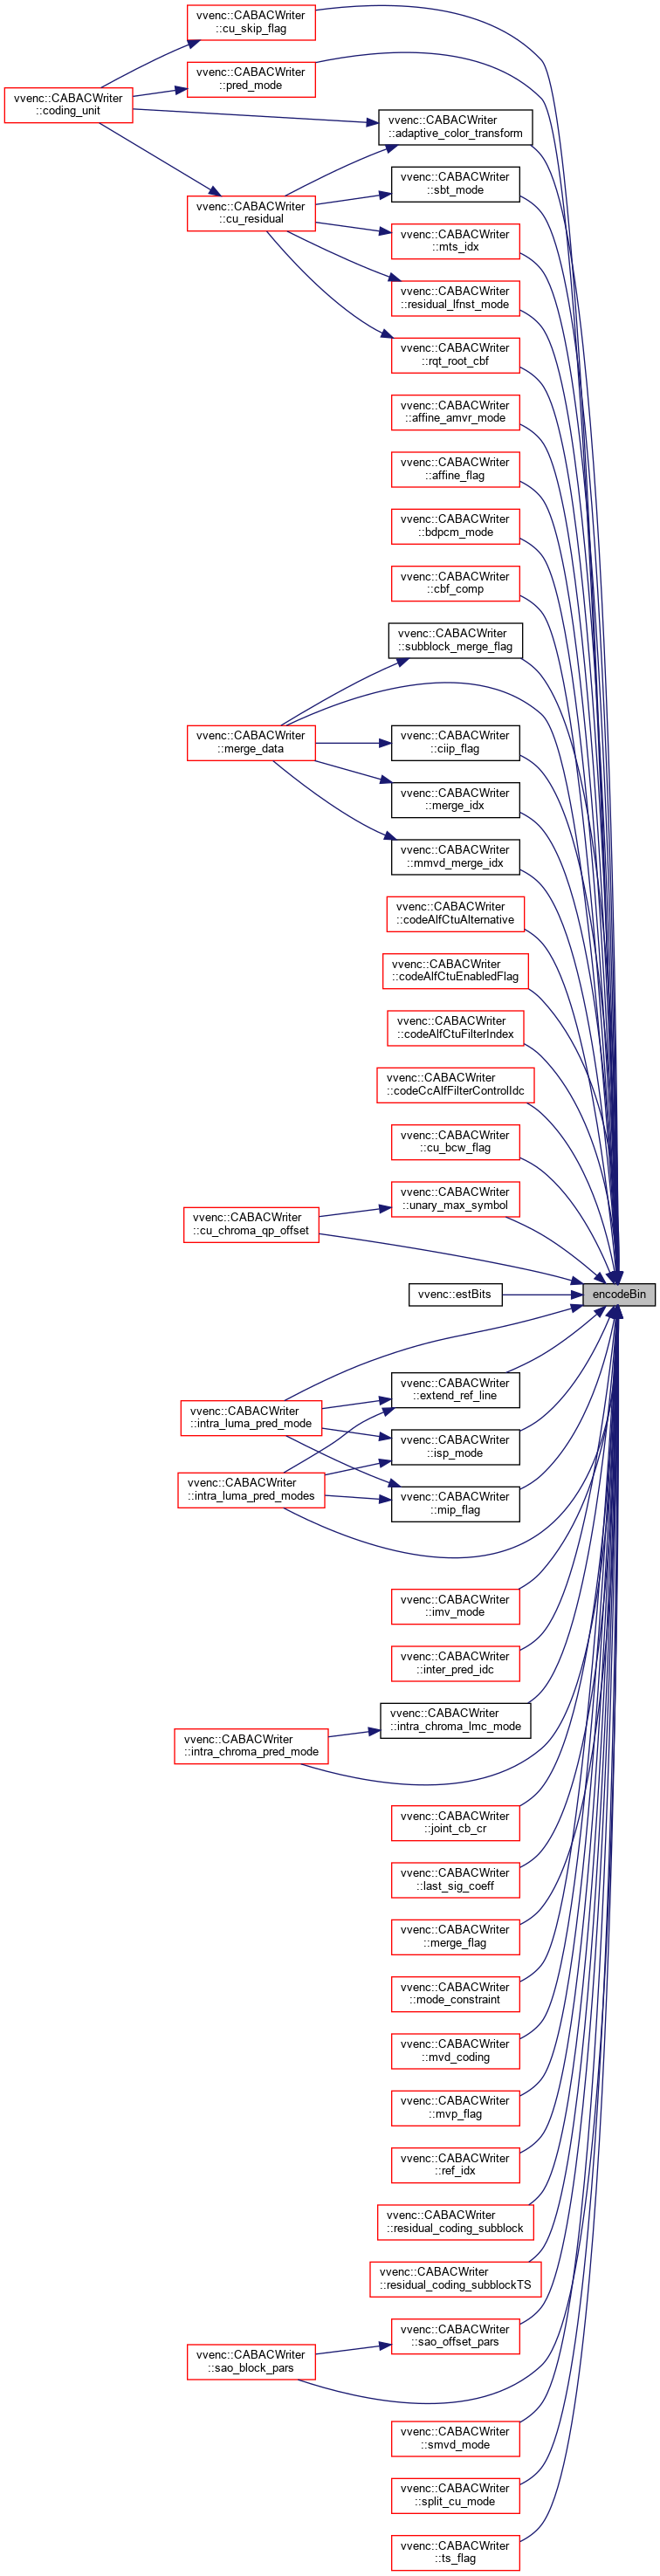 vvenc::CABACWriter
::cu_skip_flag
vvenc::CABACWriter
::pred_mode
vvenc::CABACWriter
::coding_unit
vvenc::CABACWriter
::adaptive_color_transform
vvenc::CABACWriter
::sbt_mode
vvenc::CABACWriter
::cu_residual
vvenc::CABACWriter
::mts_idx
vvenc::CABACWriter
::residual_lfnst_mode
vvenc::CABACWriter
::rqt_root_cbf
vvenc::CABACWriter
::affine_amvr_mode
vvenc::CABACWriter
::affine_flag
vvenc::CABACWriter
::bdpcm_mode
vvenc::CABACWriter
::cbf_comp
vvenc::CABACWriter
::subblock_merge_flag
vvenc::CABACWriter
::merge_data
vvenc::CABACWriter
::ciip_flag
vvenc::CABACWriter
::merge_idx
vvenc::CABACWriter
::mmvd_merge_idx
vvenc::CABACWriter
::codeAlfCtuAlternative
vvenc::CABACWriter
::codeAlfCtuEnabledFlag
vvenc::CABACWriter
::codeAlfCtuFilterIndex
vvenc::CABACWriter
::codeCcAlfFilterControlIdc
vvenc::CABACWriter
::cu_bcw_flag
vvenc::CABACWriter
::unary_max_symbol
vvenc::CABACWriter
::cu_chroma_qp_offset
vvenc::estBits
encodeBin
vvenc::CABACWriter
::extend_ref_line
vvenc::CABACWriter
::intra_luma_pred_mode
vvenc::CABACWriter
::isp_mode
vvenc::CABACWriter
::intra_luma_pred_modes
vvenc::CABACWriter
::mip_flag
vvenc::CABACWriter
::imv_mode
vvenc::CABACWriter
::inter_pred_idc
vvenc::CABACWriter
::intra_chroma_lmc_mode
vvenc::CABACWriter
::intra_chroma_pred_mode
vvenc::CABACWriter
::joint_cb_cr
vvenc::CABACWriter
::last_sig_coeff
vvenc::CABACWriter
::merge_flag
vvenc::CABACWriter
::mode_constraint
vvenc::CABACWriter
::mvd_coding
vvenc::CABACWriter
::mvp_flag
vvenc::CABACWriter
::ref_idx
vvenc::CABACWriter
::residual_coding_subblock
vvenc::CABACWriter
::residual_coding_subblockTS
vvenc::CABACWriter
::sao_offset_pars
vvenc::CABACWriter
::sao_block_pars
vvenc::CABACWriter
::smvd_mode
vvenc::CABACWriter
::split_cu_mode
vvenc::CABACWriter
::ts_flag